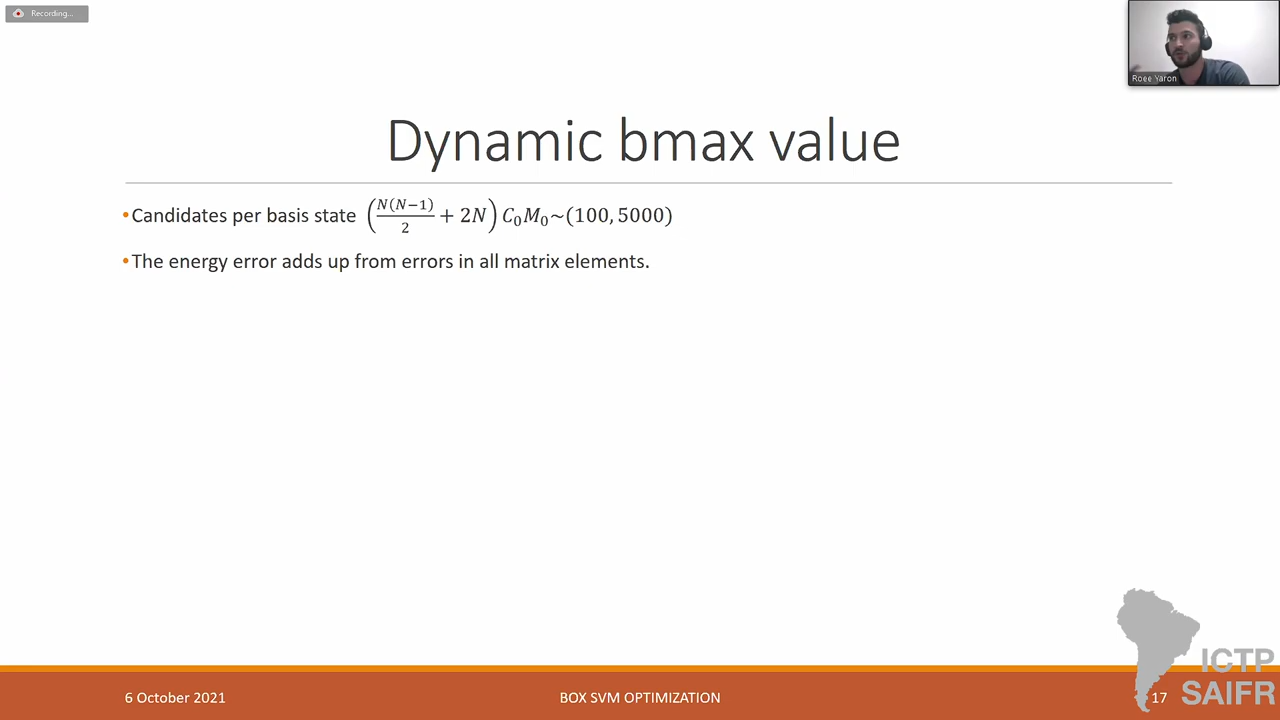 Recording...
Roee Yaron
Dynamic bmax value
•Candidates per basis state (N(N−1)/2 + 2N) C₀M₀~(100, 5000)
•The energy error adds up from errors in all matrix elements.
6 October 2021
BOX SVM OPTIMIZATION
17
ICTP
SAIFR